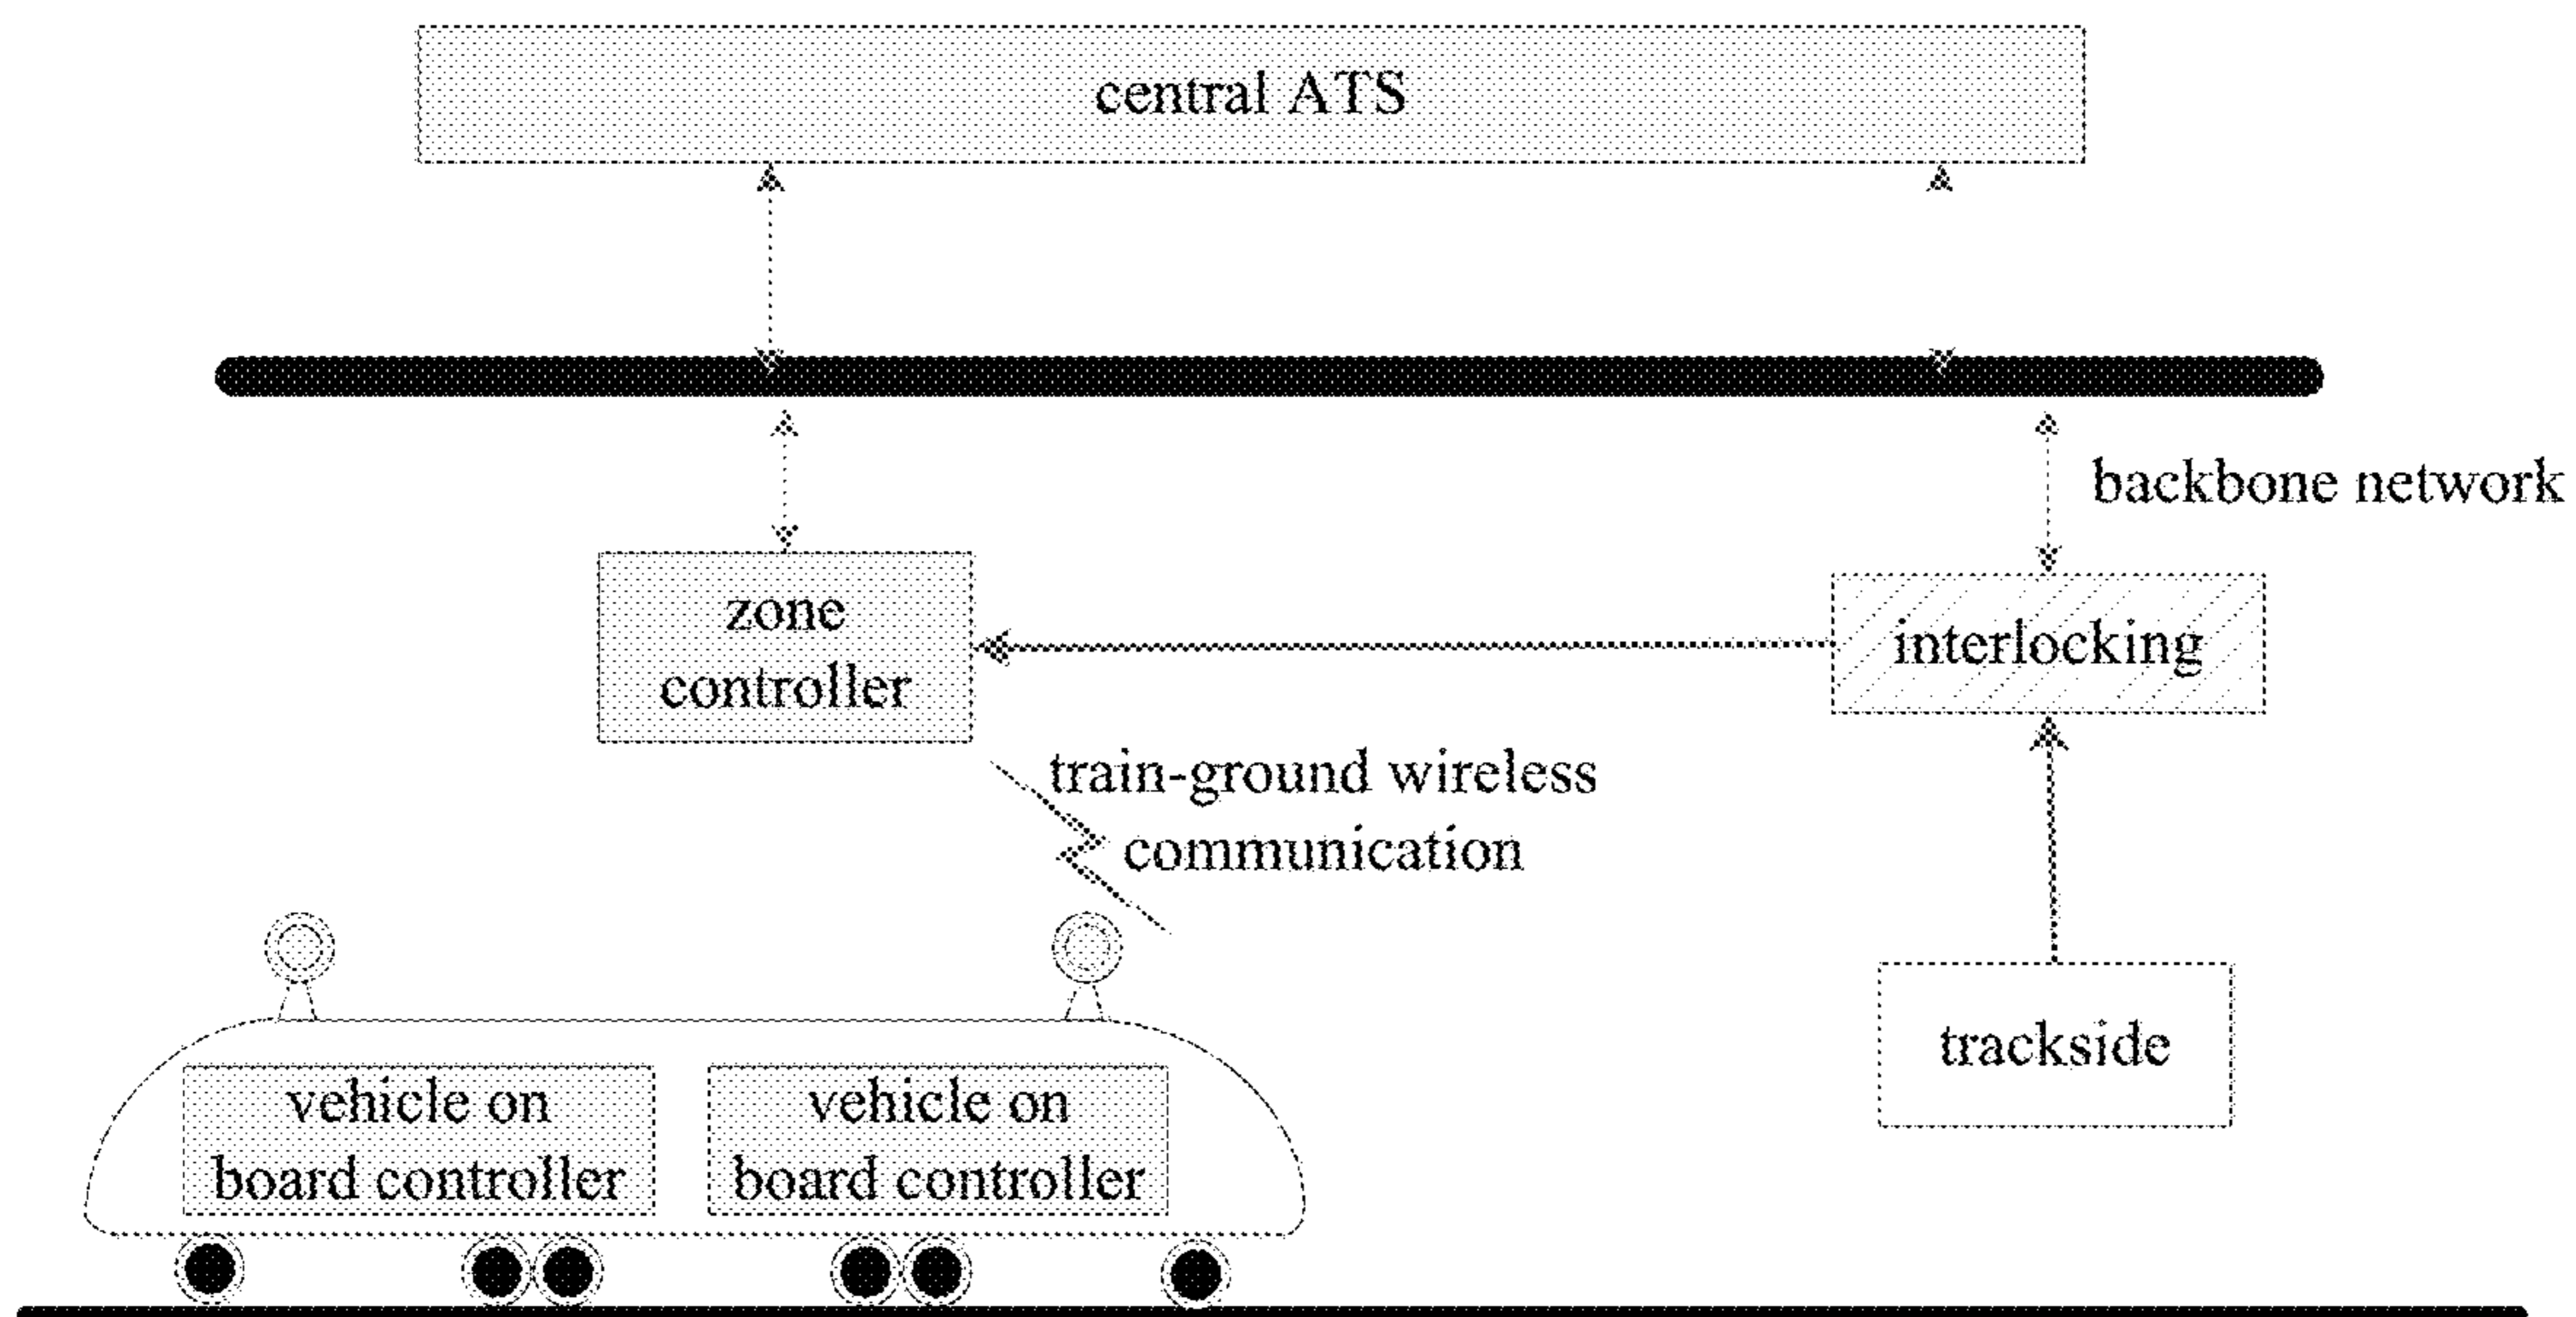 central ATS
backbone network
zone
controller
interlocking
train-ground wireless
communication
trackside
vehicle on
board controller
vehicle on
board controller